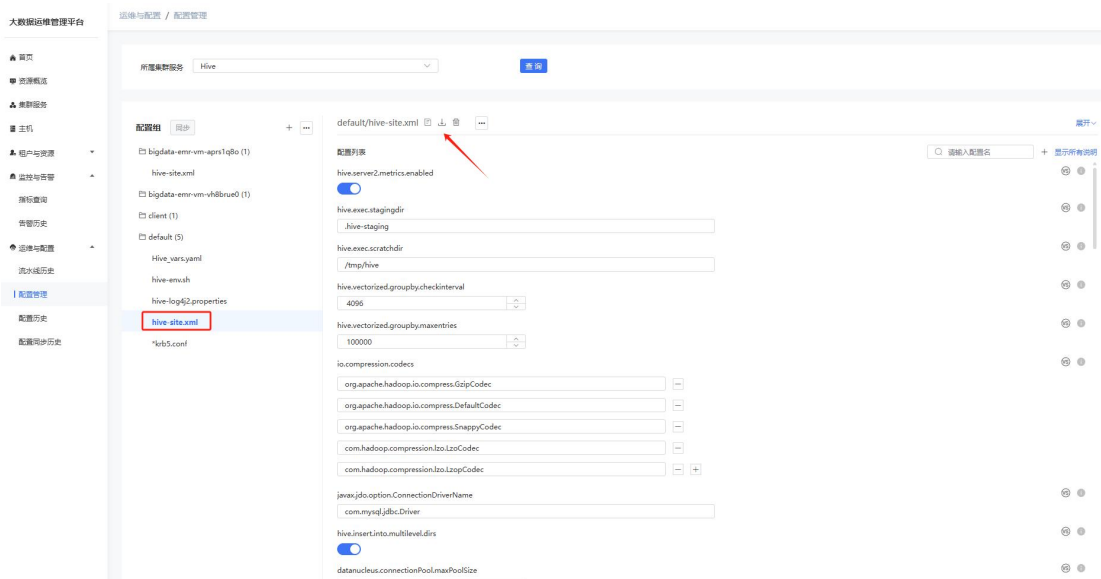 大数据运维管理平台
运维与配置 / 配置管理
首页
资源概览
集群服务
主机
租户与资源
监控与告警
指标查询
告警历史
运维与配置
流水线历史
配置管理
配置历史
配置同步历史
所属集群服务 Hive 查询
配置组 同步 + ...
bigdata-emr-vm-aprs1q8o (1)
hive-site.xml
bigdata-emr-vm-vh8brue0 (1)
client (1)
default (5)
Hive_vars.yaml
hive-env.sh
hive-log4j2.properties
hive-site.xml
*krb5.conf
default/hive-site.xml ... 展开
配置列表 请输入配置名 + 显示所有说明
hive.server2.metrics.enabled
hive.exec.stagingdir
.hive-staging
hive.exec.scratchdir
/tmp/hive
hive.vectorized.groupby.checkinterval
4096
hive.vectorized.groupby.maxentries
100000
io.compression.codecs
org.apache.hadoop.io.compress.GzipCodec
org.apache.hadoop.io.compress.DefaultCodec
org.apache.hadoop.io.compress.SnappyCodec
com.hadoop.compression.lzo.LzoCodec
com.hadoop.compression.lzo.LzopCodec
javax.jdo.option.ConnectionDriverName
com.mysql.jdbc.Driver
hive.insert.into.multilevel.dirs
datanucleus.connectionPool.maxPoolSize